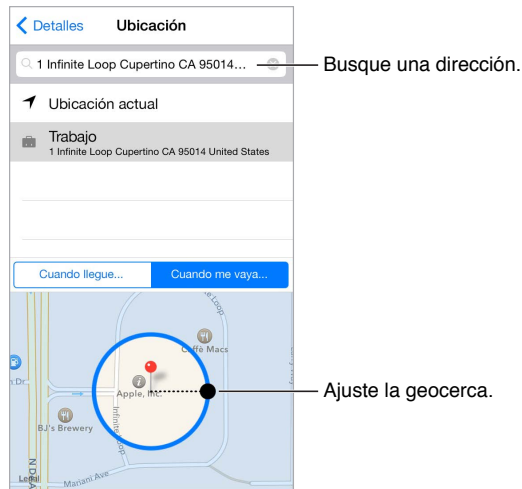 Detalles
Ubicación
1 Infinite Loop Cupertino CA 95014…
Busque una dirección.
Ubicación actual
Trabajo
1 Infinite Loop Cupertino CA 95014 United States
Cuando llegue...
Cuando me vaya...
Loop
Caffè Macs
Apple, Inc.
Ajuste la geocerca.
Dr
BJ's Brewery
Infinite Loop
N D
Legal
Mariani Ave